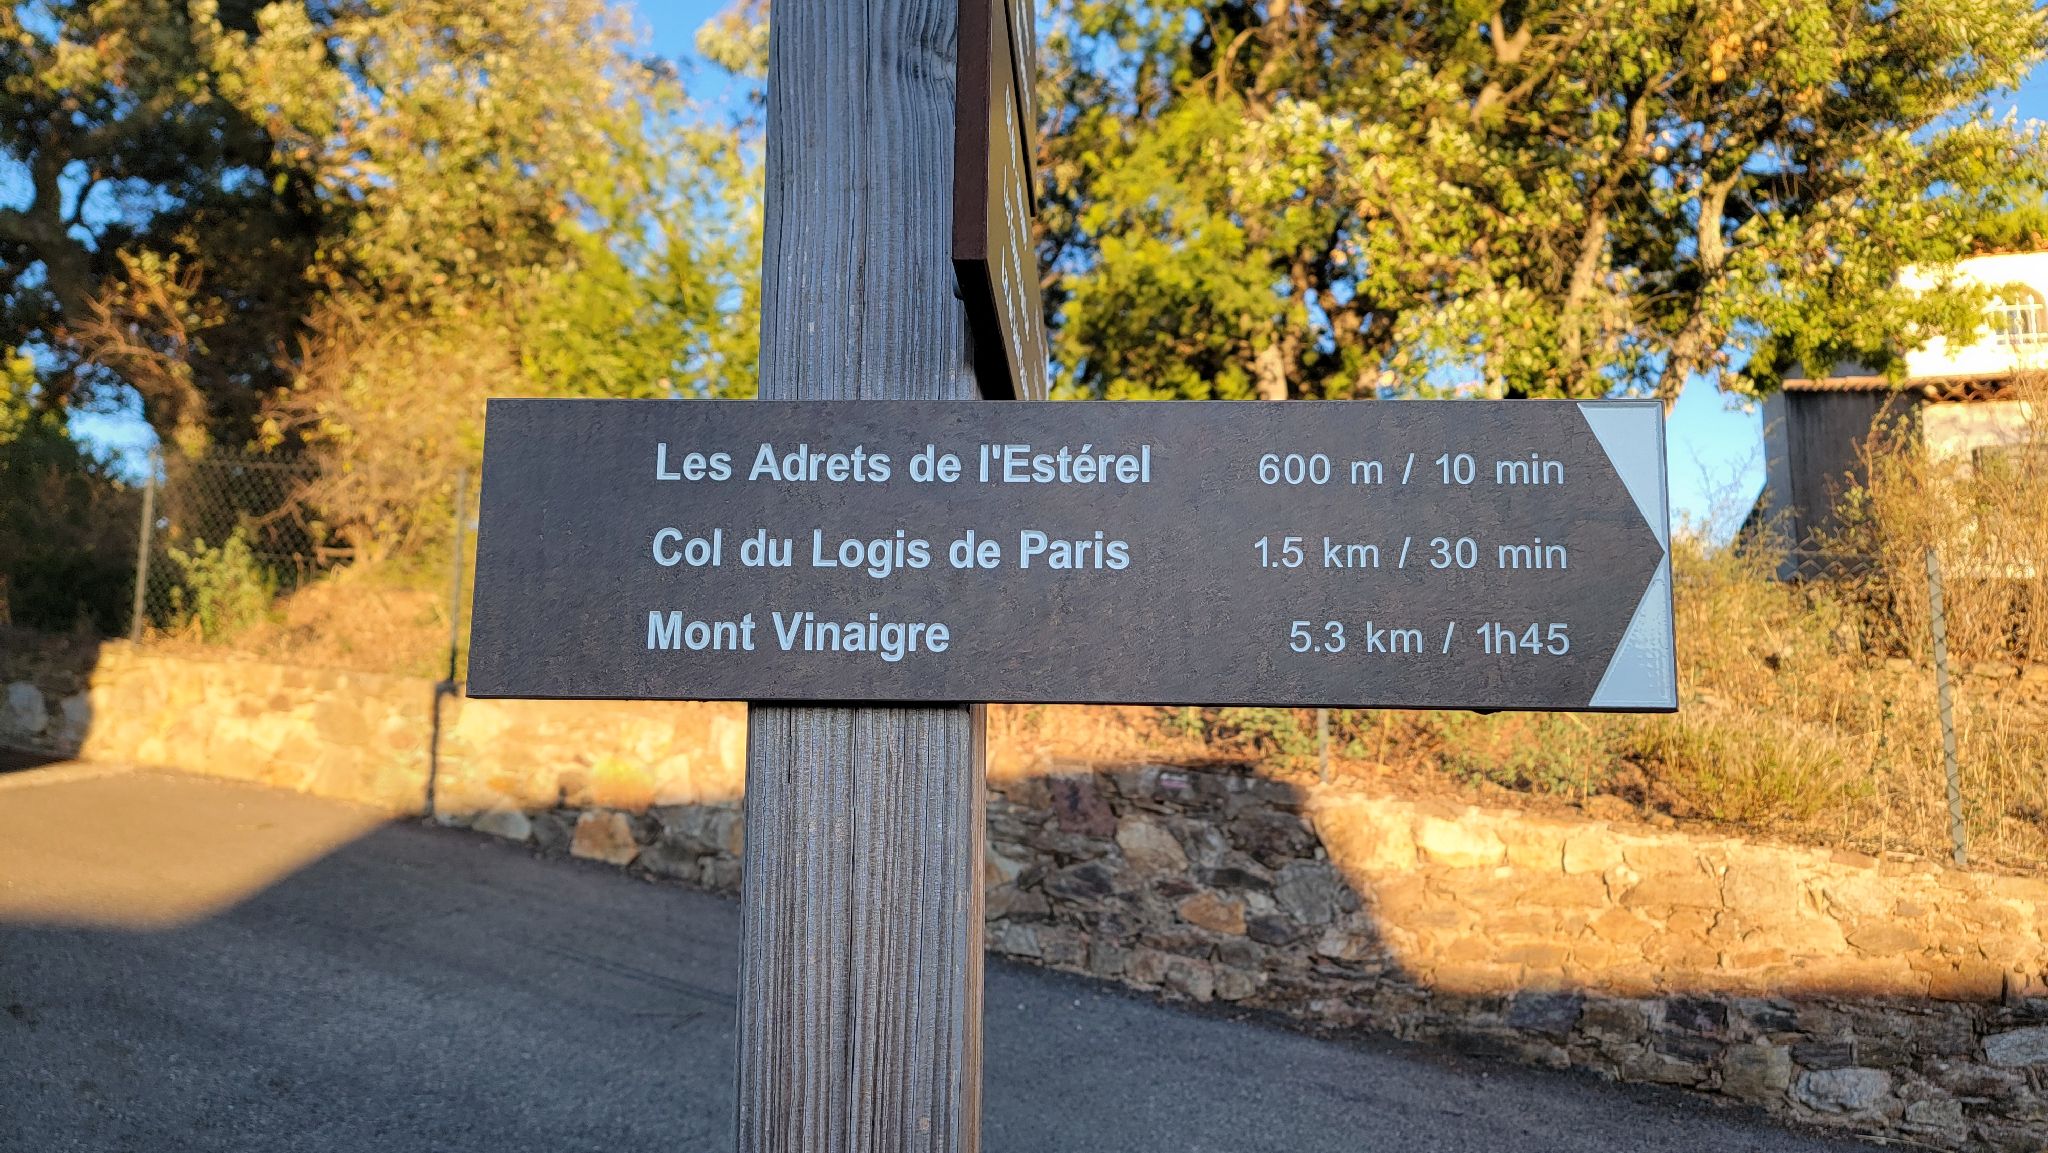 Les Adrets de l'Estérel 600 m / 10 min
Col du Logis de Paris 1.5 km / 30 min
Mont Vinaigre 5.3 km / 1h45